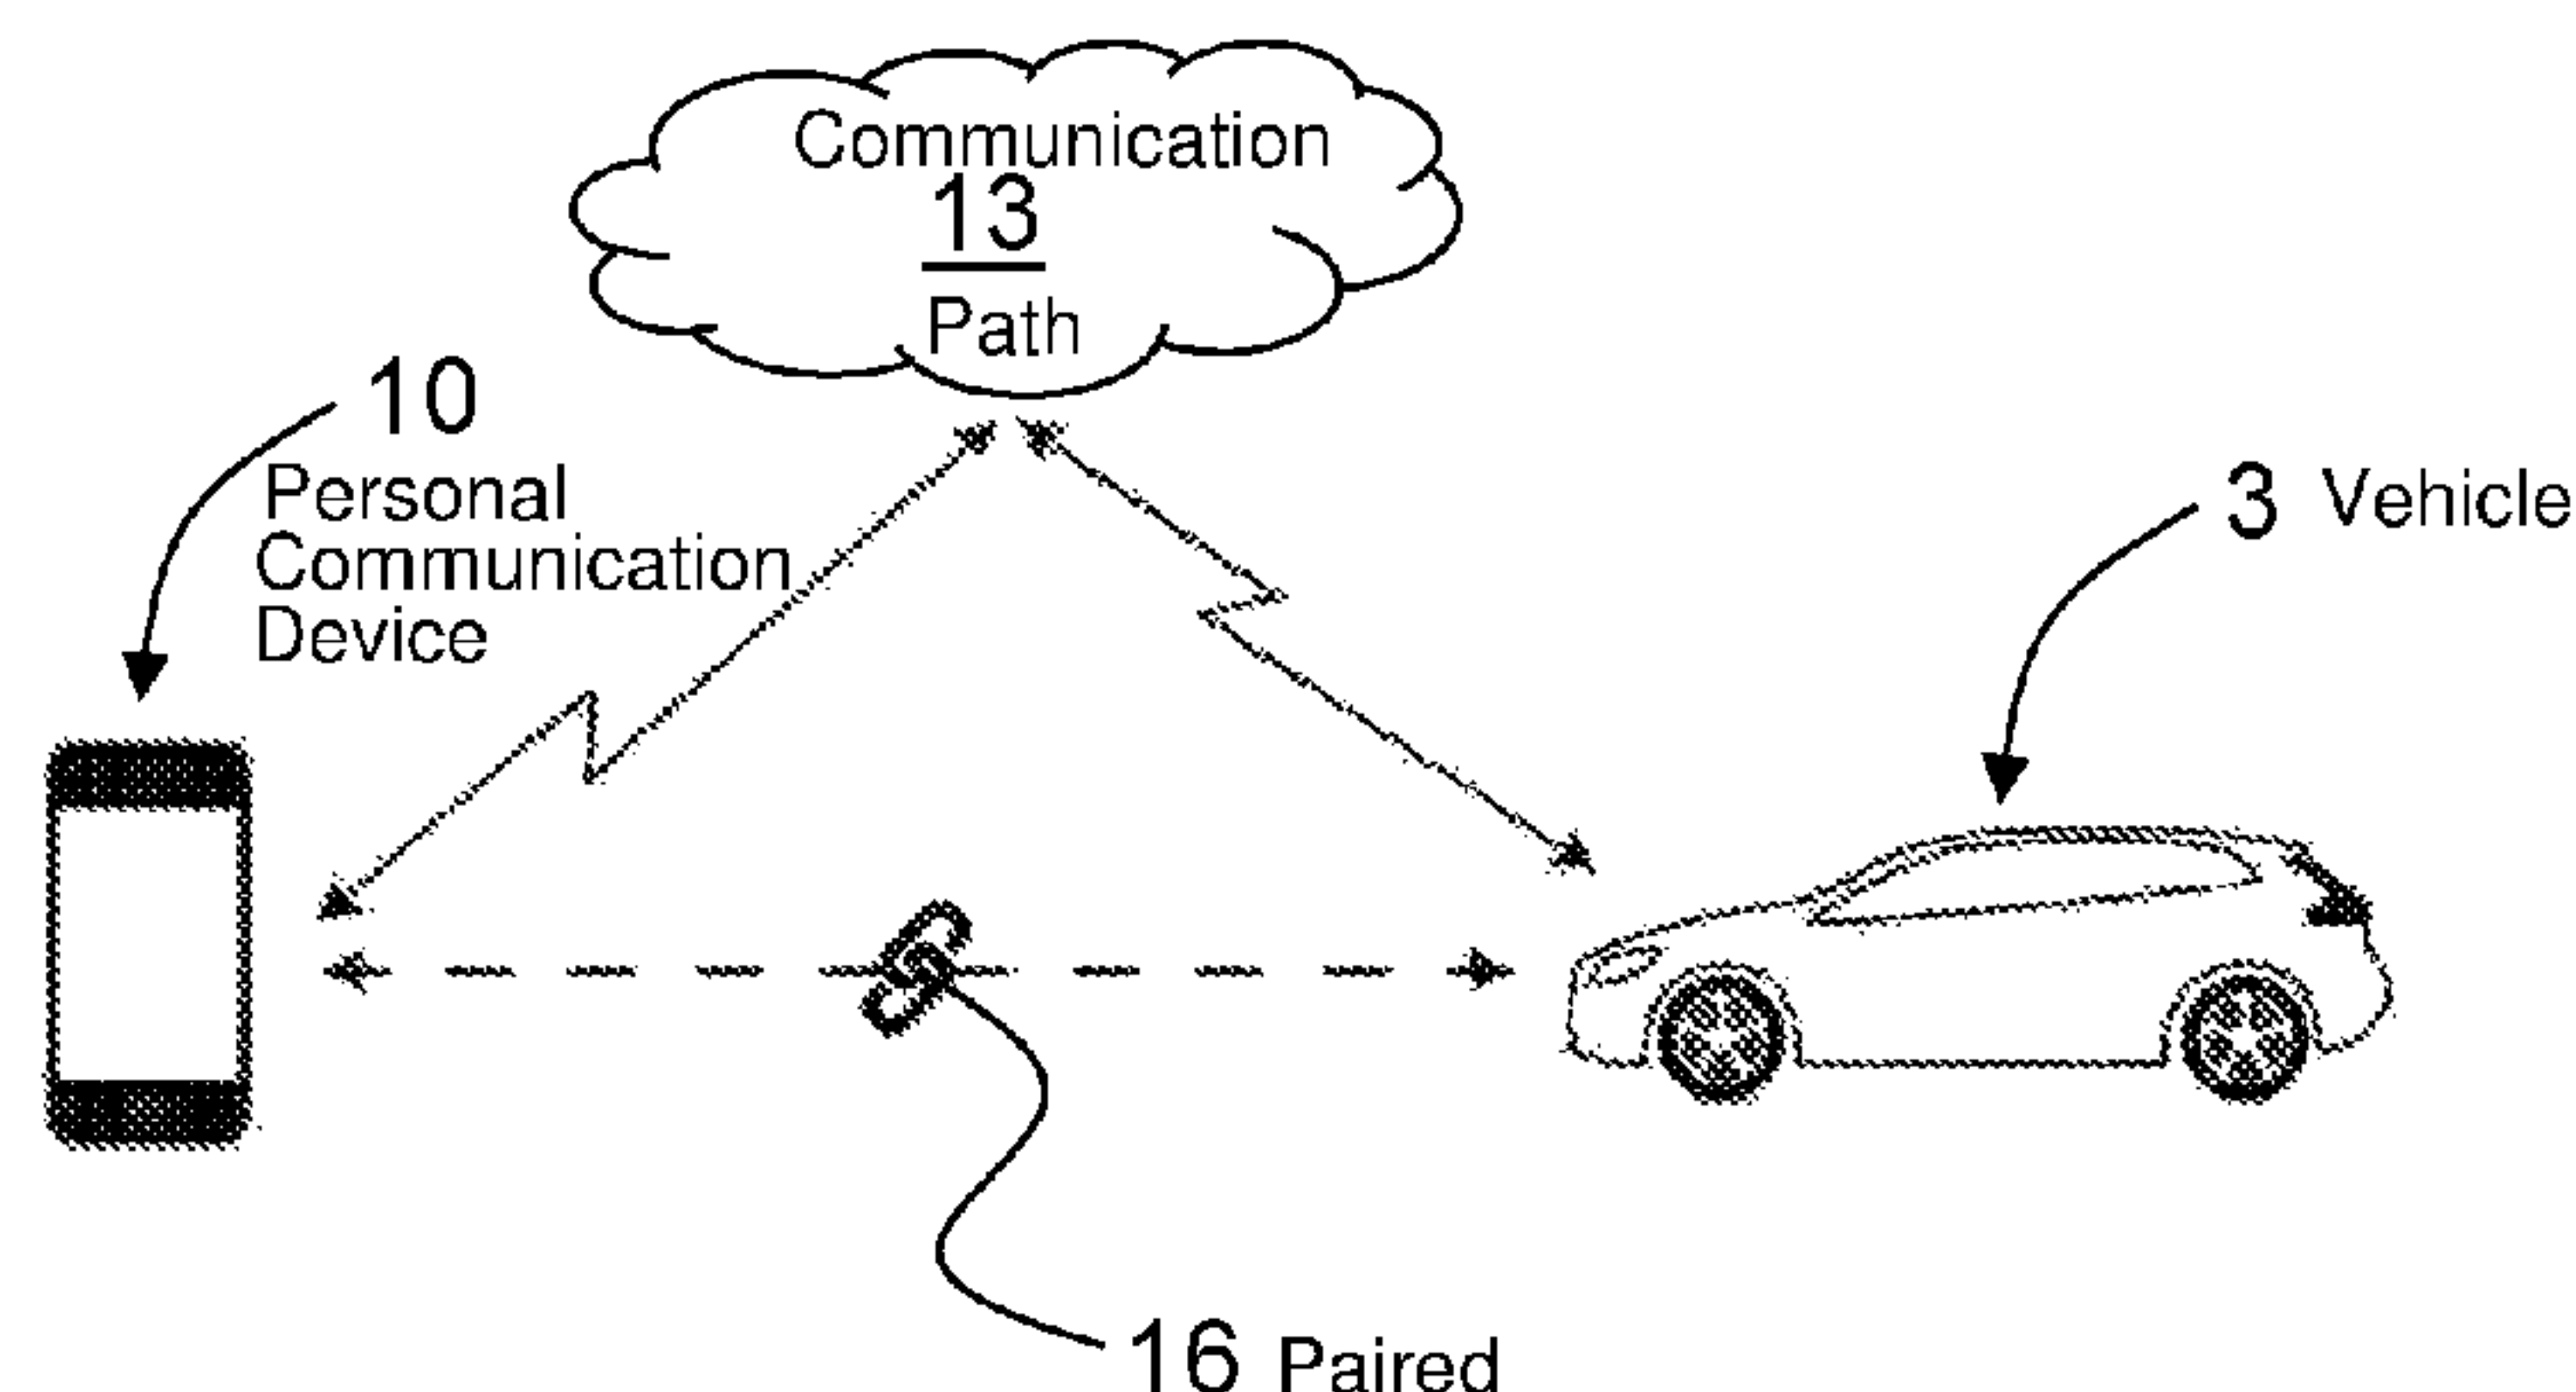 Communication
13
Path
10
Personal
Communication
Device
3 Vehicle
16 Paired